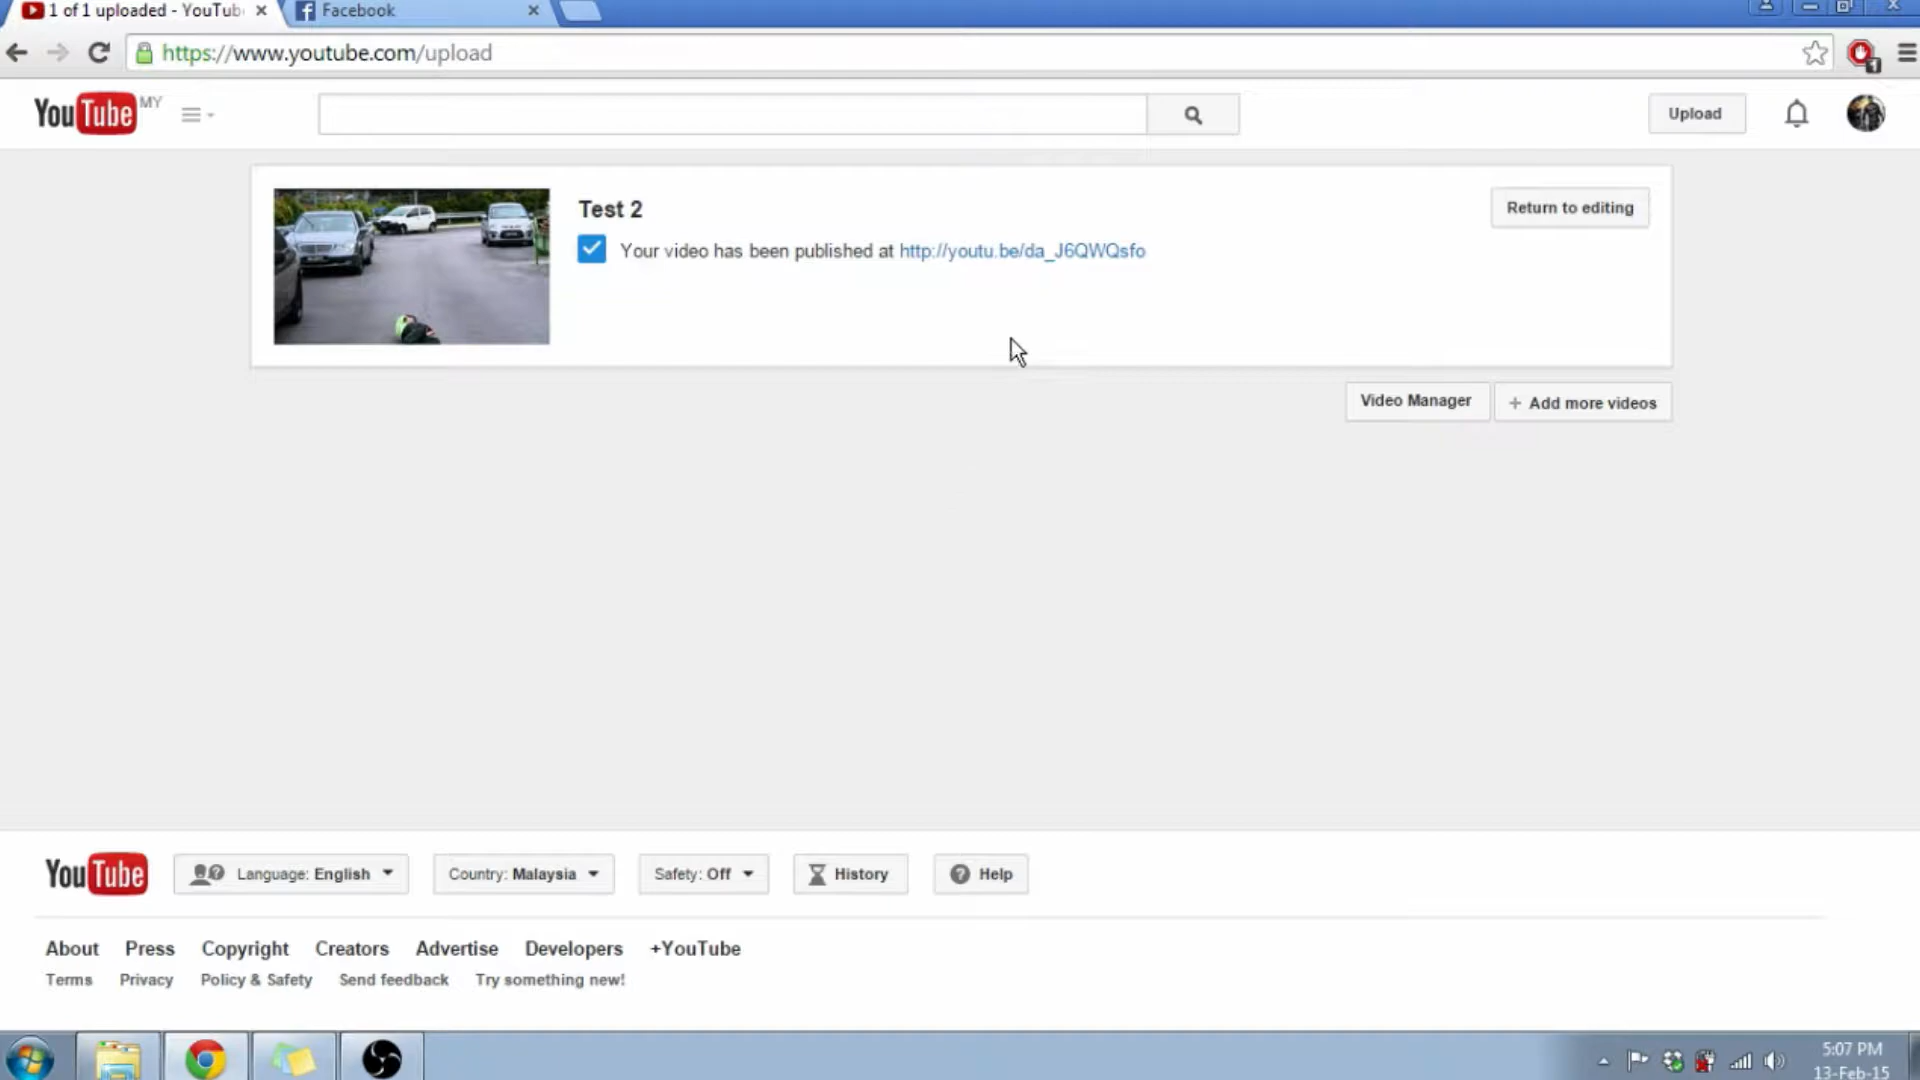 1 of 1 uploaded - YouTub
Facebook
https://www.youtube.com/upload
YouTube MY
Upload
Test 2
Return to editing
Your video has been published at http://youtu.be/da_J6QWQsfo
Video Manager
+ Add more videos
YouTube
Language: English
Country: Malaysia
Safety: Off
History
Help
About Press Copyright Creators Advertise Developers +YouTube
Terms Privacy Policy & Safety Send feedback Try something new!
5:07 PM
13-Feb-15